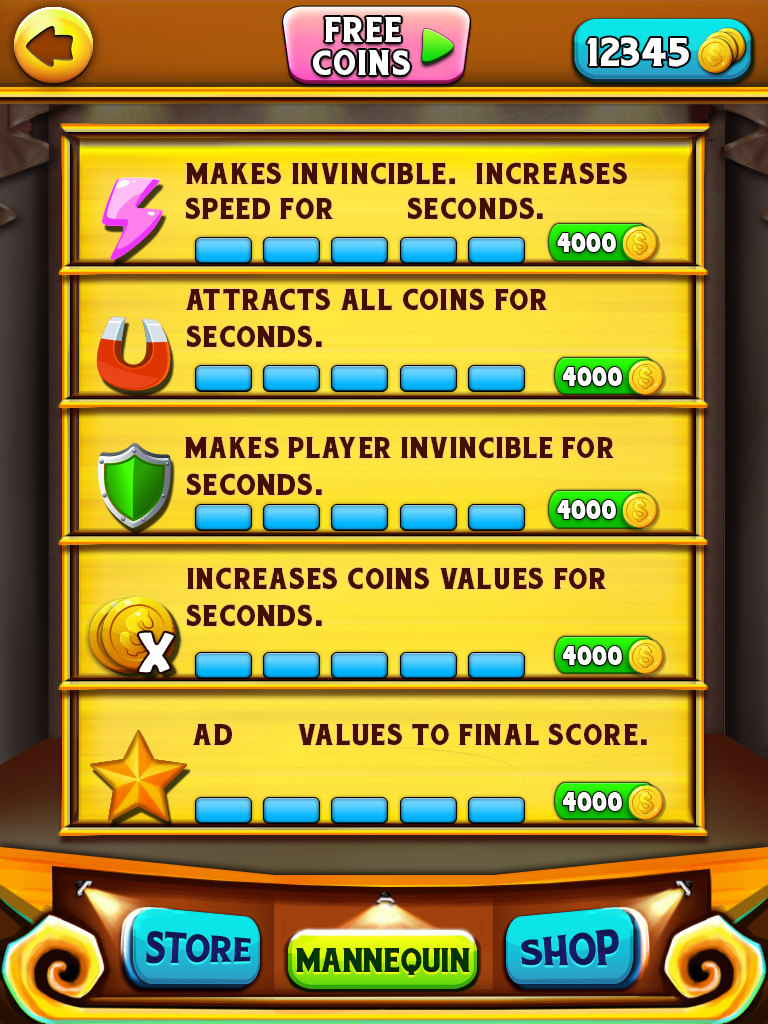 FREE
COINS
12345
MAKES INVINCIBLE. INCREASES
SPEED FOR SECONDS.
4000
ATTRACTS ALL COINS FOR
SECONDS.
4000
MAKES PLAYER INVINCIBLE FOR
SECONDS.
4000
INCREASES COINS VALUES FOR
SECONDS.
X
4000
AD VALUES TO FINAL SCORE.
4000
STORE
MANNEQUIN
SHOP